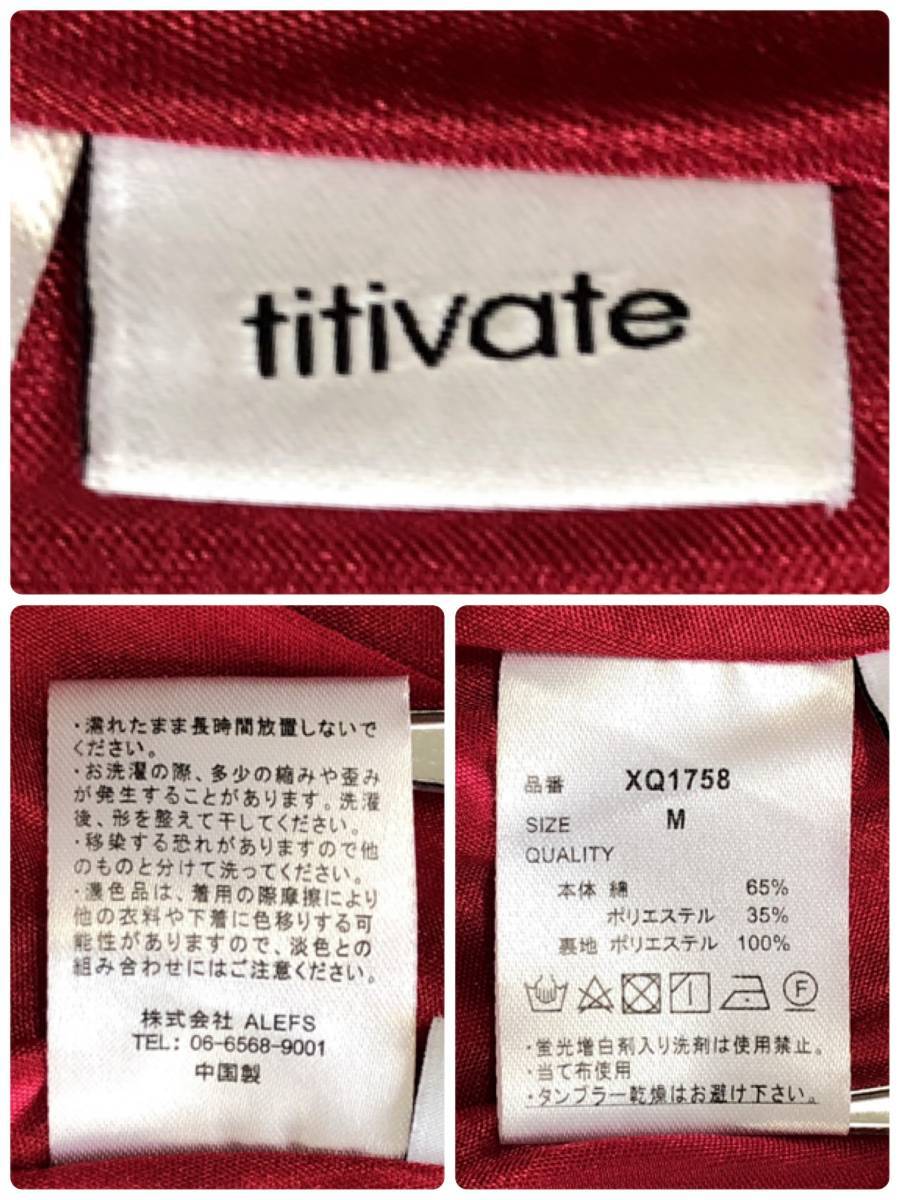 titivate
・濡れたまま長時間放置しないで
ください。
・お洗濯の際、多少の縮みや歪み
が発生することがあります。洗濯
後、形を整えて干してください。
・移染する恐れがありますので他
のものと分けて洗ってください。
・濃色品は、着用の際摩擦により
他の衣料や下着に色移りする可
能性がありますので、淡色との
組み合わせにはご注意ください。
株式会社 ALEFS
TEL: 06-6568-9001
中国製
品番 XQ1758
SIZE M
QUALITY
本体 綿 65%
ポリエステル 35%
裏地 ポリエステル 100%
F
・蛍光増白剤入り洗剤は使用禁止。
・当て布使用
・タンブラー乾燥はお避け下さい。